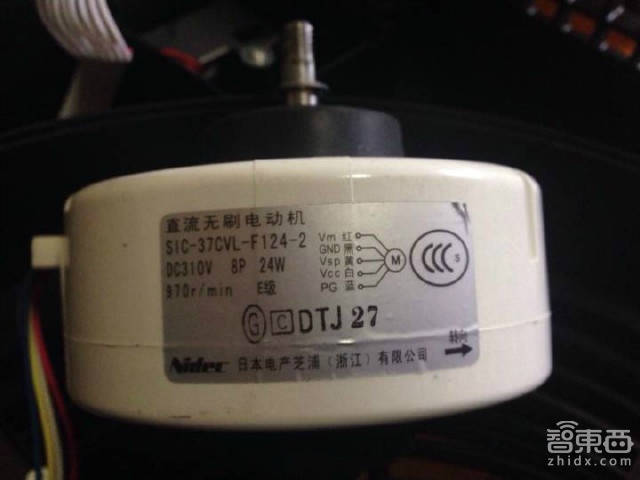 直流无刷电动机
SIC-37CVL-F124-2
DC310V 8P 24W
970r/min E级
Vm 红
GND 黑
Vsp 黄
Vcc 白
PG 蓝
M
CCC S
G C DTJ 27
转向
Nidec 日本电产芝浦（浙江）有限公司
智東西
zhidx.com